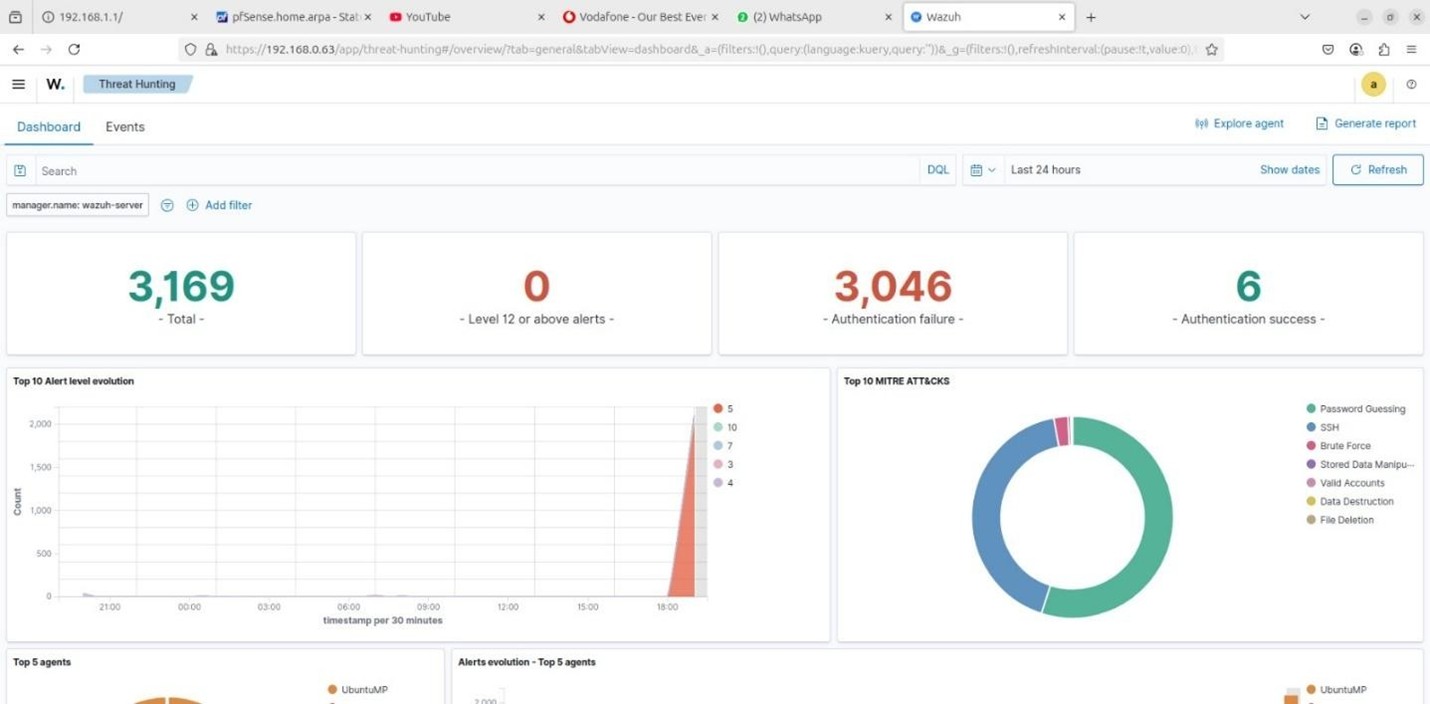 192.168.1.1/
pfSense.home.arpa - Stat
YouTube
Vodafone - Our Best Ever
(2) WhatsApp
Wazuh
https://192.168.0.63/app/threat-hunting#/overview/?tab=general&tabView=dashboard&_a=(filters:!(),query:(language:kuery,query:''))&_g=(filters:!(),refreshInterval:(pause:!t,value:0),
W.
Threat Hunting
a
Dashboard
Events
Explore agent
Generate report
Search
DQL
Last 24 hours
Show dates
Refresh
manager.name: wazuh-server
Add filter
3,169
- Total -
0
- Level 12 or above alerts -
3,046
- Authentication failure -
6
- Authentication success -
Top 10 Alert level evolution
2,000
1,500
1,000
500
0
Count
21:00
00:00
03:00
06:00
09:00
12:00
15:00
18:00
timestamp per 30 minutes
5
10
7
3
4
Top 10 MITRE ATT&CKS
Password Guessing
SSH
Brute Force
Stored Data Manipu...
Valid Accounts
Data Destruction
File Deletion
Top 5 agents
UbuntuMP
Alerts evolution - Top 5 agents
2,000
UbuntuMP